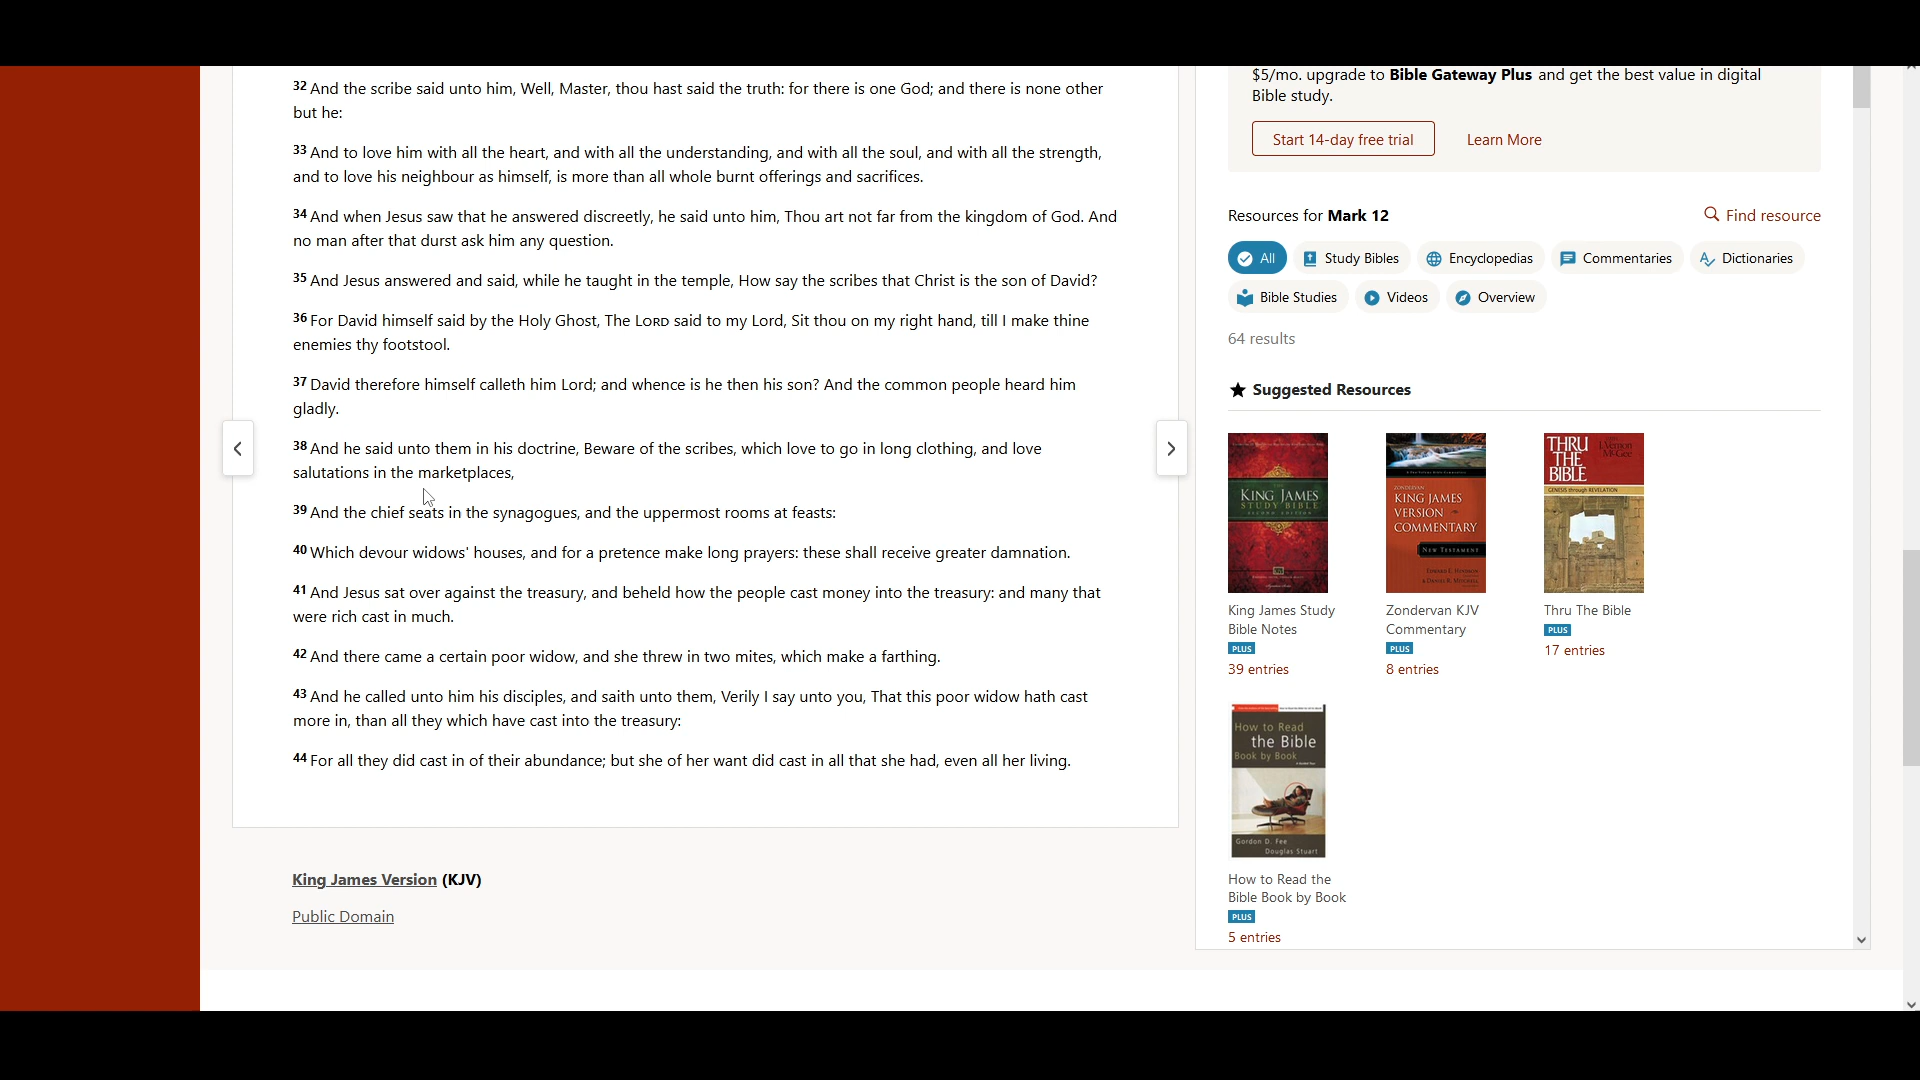 32 And the scribe said unto him, Well, Master, thou hast said the truth: for there is one God; and there is none other
but he:
33 And to love him with all the heart, and with all the understanding, and with all the soul, and with all the strength,
and to love his neighbour as himself, is more than all whole burnt offerings and sacrifices.
34 And when Jesus saw that he answered discreetly, he said unto him, Thou art not far from the kingdom of God. And
no man after that durst ask him any question.
35 And Jesus answered and said, while he taught in the temple, How say the scribes that Christ is the son of David?
36 For David himself said by the Holy Ghost, The LORD said to my Lord, Sit thou on my right hand, till I make thine
enemies thy footstool.
37 David therefore himself calleth him Lord; and whence is he then his son? And the common people heard him
gladly.
38 And he said unto them in his doctrine, Beware of the scribes, which love to go in long clothing, and love
salutations in the marketplaces,
39 And the chief seats in the synagogues, and the uppermost rooms at feasts:
40 Which devour widows' houses, and for a pretence make long prayers: these shall receive greater damnation.
41 And Jesus sat over against the treasury, and beheld how the people cast money into the treasury: and many that
were rich cast in much.
42 And there came a certain poor widow, and she threw in two mites, which make a farthing.
43 And he called unto him his disciples, and saith unto them, Verily I say unto you, That this poor widow hath cast
more in, than all they which have cast into the treasury:
44 For all they did cast in of their abundance; but she of her want did cast in all that she had, even all her living.
King James Version (KJV)
Public Domain
$5/mo. upgrade to Bible Gateway Plus and get the best value in digital
Bible study.
Start 14-day free trial Learn More
Resources for Mark 12 Find resource
All Study Bibles Encyclopedias Commentaries Dictionaries
Bible Studies Videos Overview
64 results
Suggested Resources
KING JAMES
STUDY BIBLE
SECOND EDITION
King James Study
Bible Notes
PLUS
39 entries
ZONDERVAN
KING JAMES
VERSION
COMMENTARY
NEW TESTAMENT
Zondervan KJV
Commentary
PLUS
8 entries
THRU
THE
BIBLE
J. Vernon
McGee
GENESIS through REVELATION
Thru The Bible
PLUS
17 entries
How to Read
the Bible
Book by Book
Gordon D. Fee
Douglas Stuart
How to Read the
Bible Book by Book
PLUS
5 entries